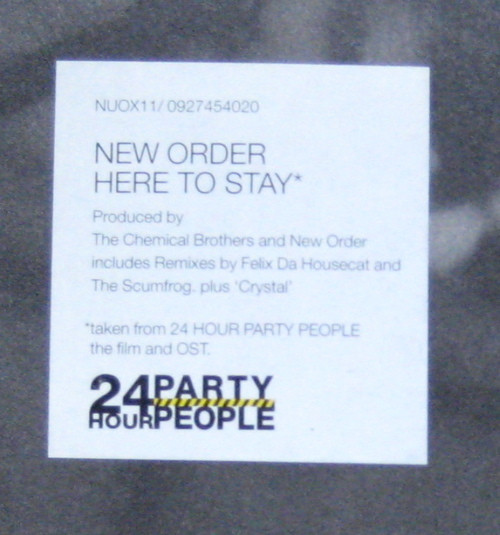 NUOX11/ 0927454020
NEW ORDER
HERE TO STAY*
Produced by
The Chemical Brothers and New Order
includes Remixes by Felix Da Housecat and
The Scumfrog. plus 'Crystal'
*taken from 24 HOUR PARTY PEOPLE
the film and OST.
24 HOUR PARTY PEOPLE